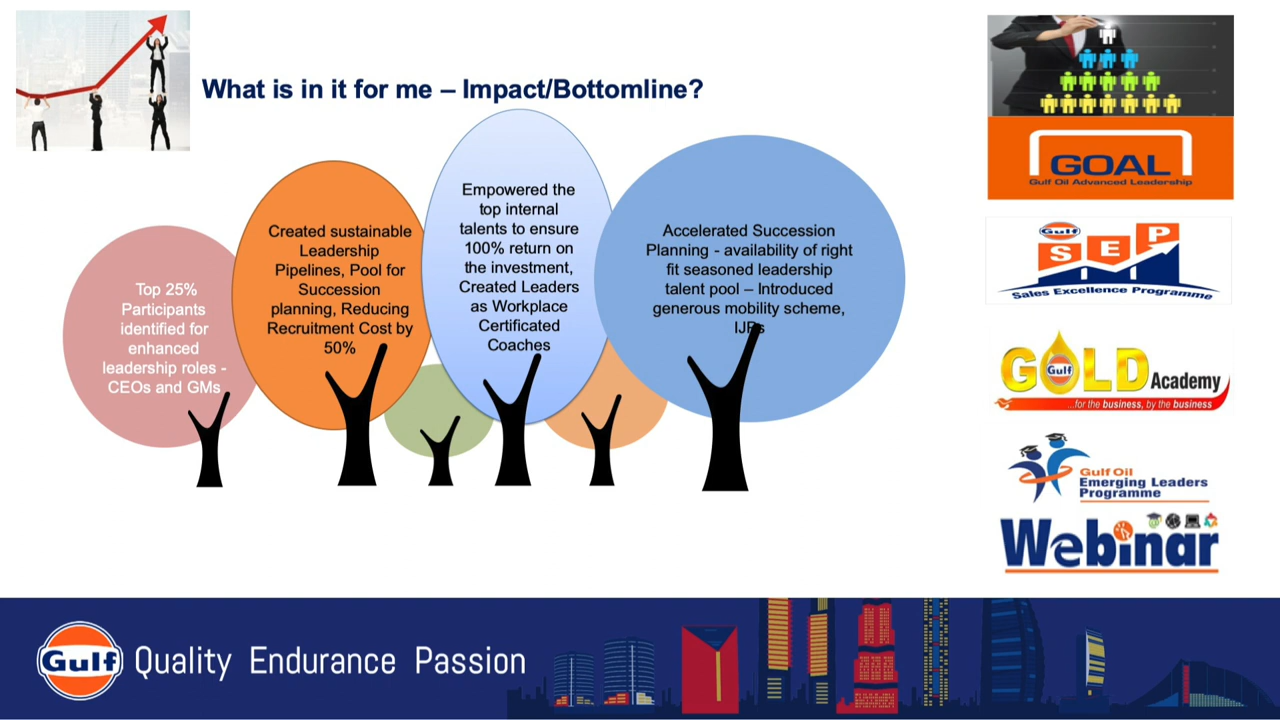 What is in it for me – Impact/Bottomline?
Top 25%
Participants
identified for
enhanced
leadership roles -
CEOs and GMs
Created sustainable
Leadership
Pipelines, Pool for
Succession
planning, Reducing
Recruitment Cost by
50%
Empowered the
top internal
talents to ensure
100% return on
the investment,
Created Leaders
as Workplace
Certificated
Coaches
Accelerated Succession
Planning - availability of right
fit seasoned leadership
talent pool – Introduced
generous mobility scheme,
IJPs
GOAL
Gulf Oil Advanced Leadership
Gulf
SEP
Sales Excellence Programme
GOLD Academy
Gulf
...for the business, by the business
Gulf Oil
Emerging Leaders
Programme
Webinar
Gulf Quality Endurance Passion